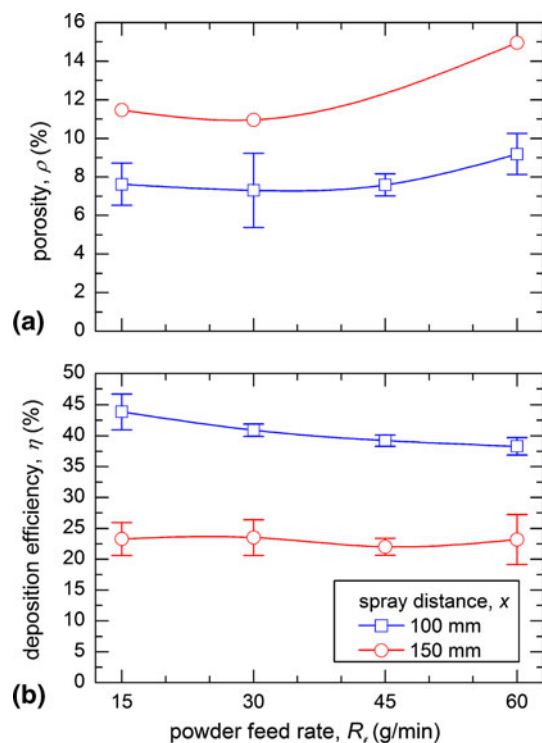 16
14
12
10
8
6
4
2
0
porosity, ρ (%)
(a)
50
45
40
35
30
25
20
15
10
5
0
deposition efficiency, η (%)
spray distance, x
100 mm
150 mm
(b)
15 30 45 60
powder feed rate, Rf (g/min)